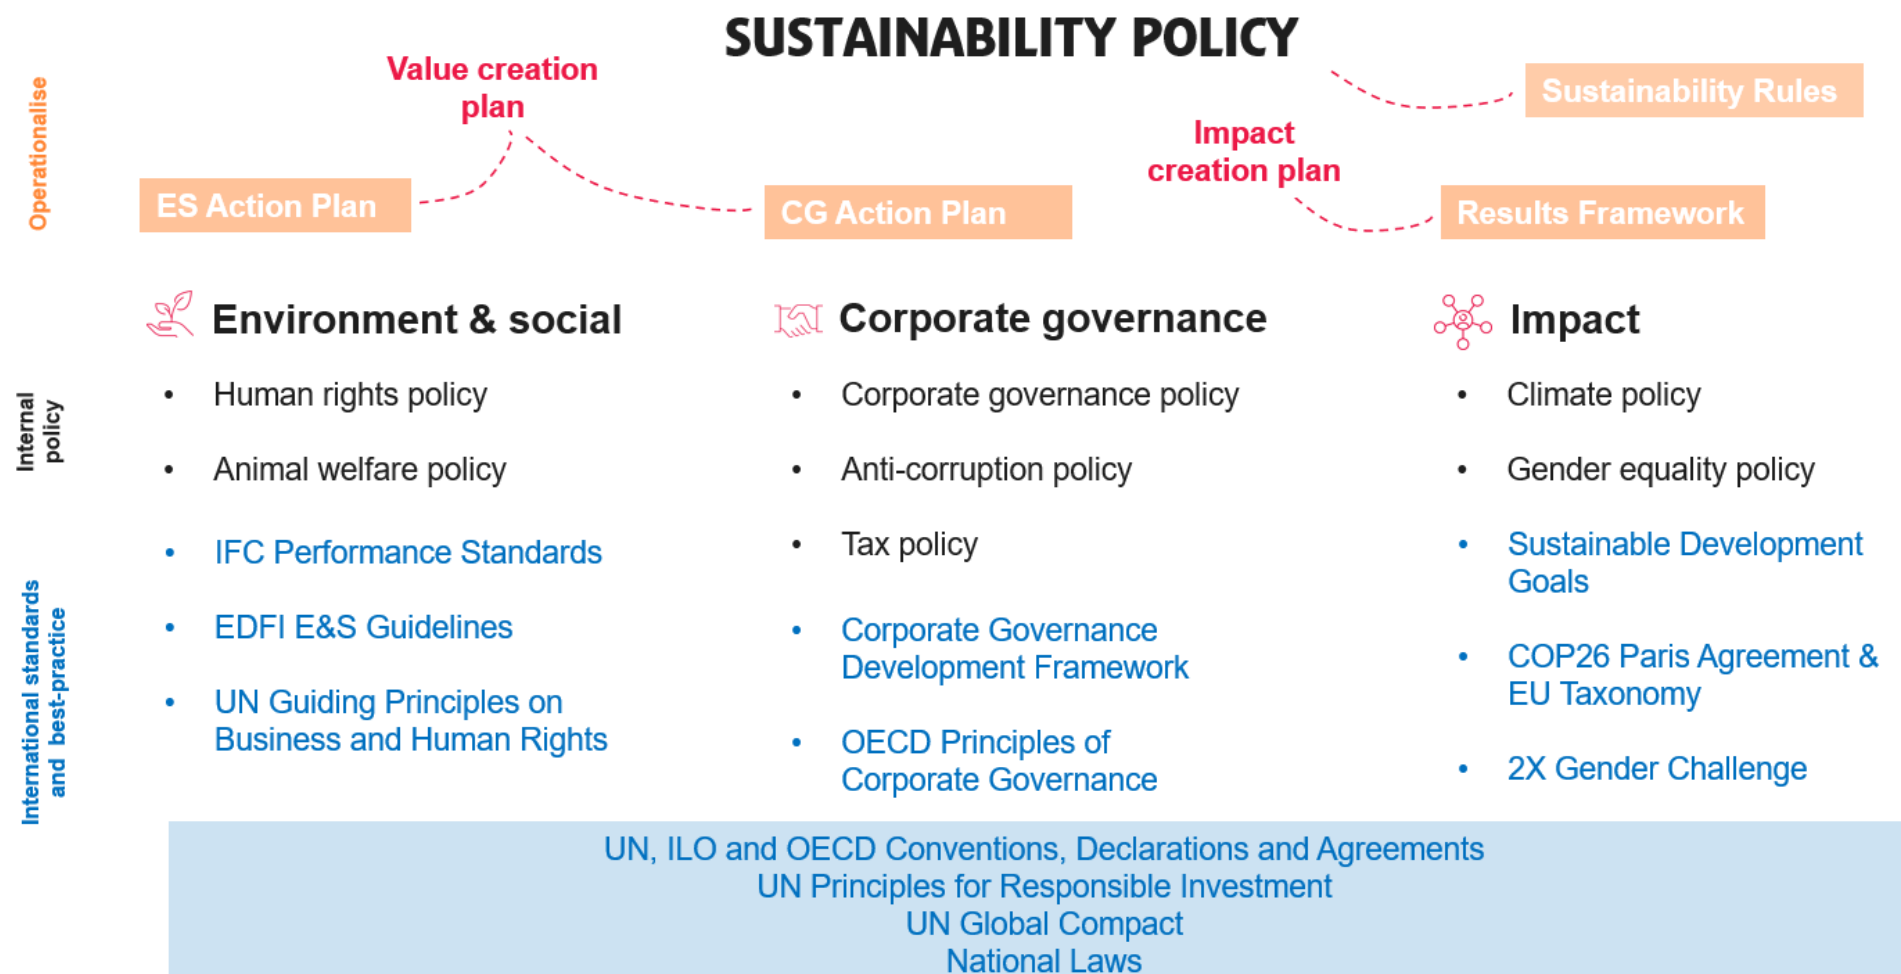 SUSTAINABILITY POLICY
Value creation
plan
Sustainability Rules
Impact
creation plan
Operationalise
ES Action Plan
CG Action Plan
Results Framework
Environment & social
Corporate governance
Impact
Internal
policy
Human rights policy
Animal welfare policy
Corporate governance policy
Anti-corruption policy
Tax policy
Climate policy
Gender equality policy
International standards
and best-practice
IFC Performance Standards
EDFI E&S Guidelines
UN Guiding Principles on
Business and Human Rights
Corporate Governance
Development Framework
OECD Principles of
Corporate Governance
Sustainable Development
Goals
COP26 Paris Agreement &
EU Taxonomy
2X Gender Challenge
UN, ILO and OECD Conventions, Declarations and Agreements
UN Principles for Responsible Investment
UN Global Compact
National Laws